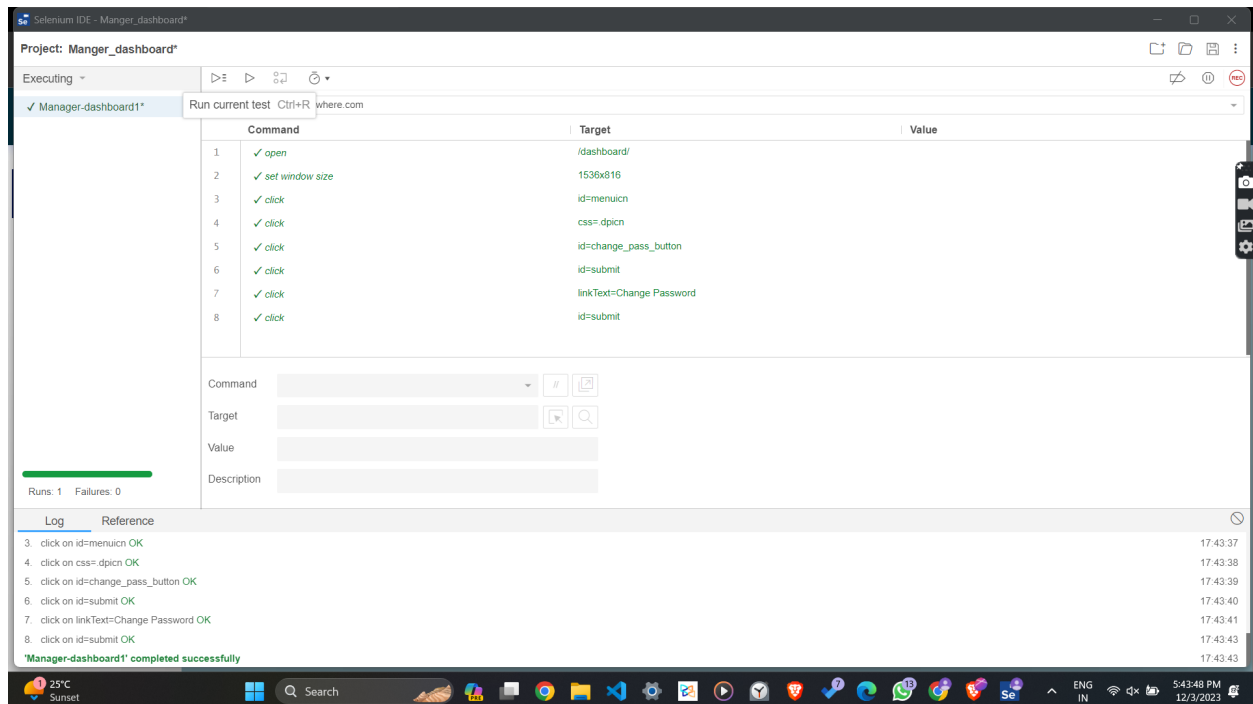 Selenium IDE - Manger_dashboard*
Project: Manger_dashboard*
Executing
REC
✓ Manager-dashboard1*
Run current test Ctrl+R
where.com
Command Target Value
1 ✓ open /dashboard/
2 ✓ set window size 1536x816
3 ✓ click id=menuicn
4 ✓ click css=.dpicn
5 ✓ click id=change_pass_button
6 ✓ click id=submit
7 ✓ click linkText=Change Password
8 ✓ click id=submit
Command //
Target
Value
Description
Runs: 1 Failures: 0
Log Reference
3. click on id=menuicn OK 17:43:37
4. click on css=.dpicn OK 17:43:38
5. click on id=change_pass_button OK 17:43:39
6. click on id=submit OK 17:43:40
7. click on linkText=Change Password OK 17:43:41
8. click on id=submit OK 17:43:43
'Manager-dashboard1' completed successfully 17:43:43
25°C
Sunset
Search
PRE
7
13
Se
ENG
IN
5:43:48 PM
12/3/2023